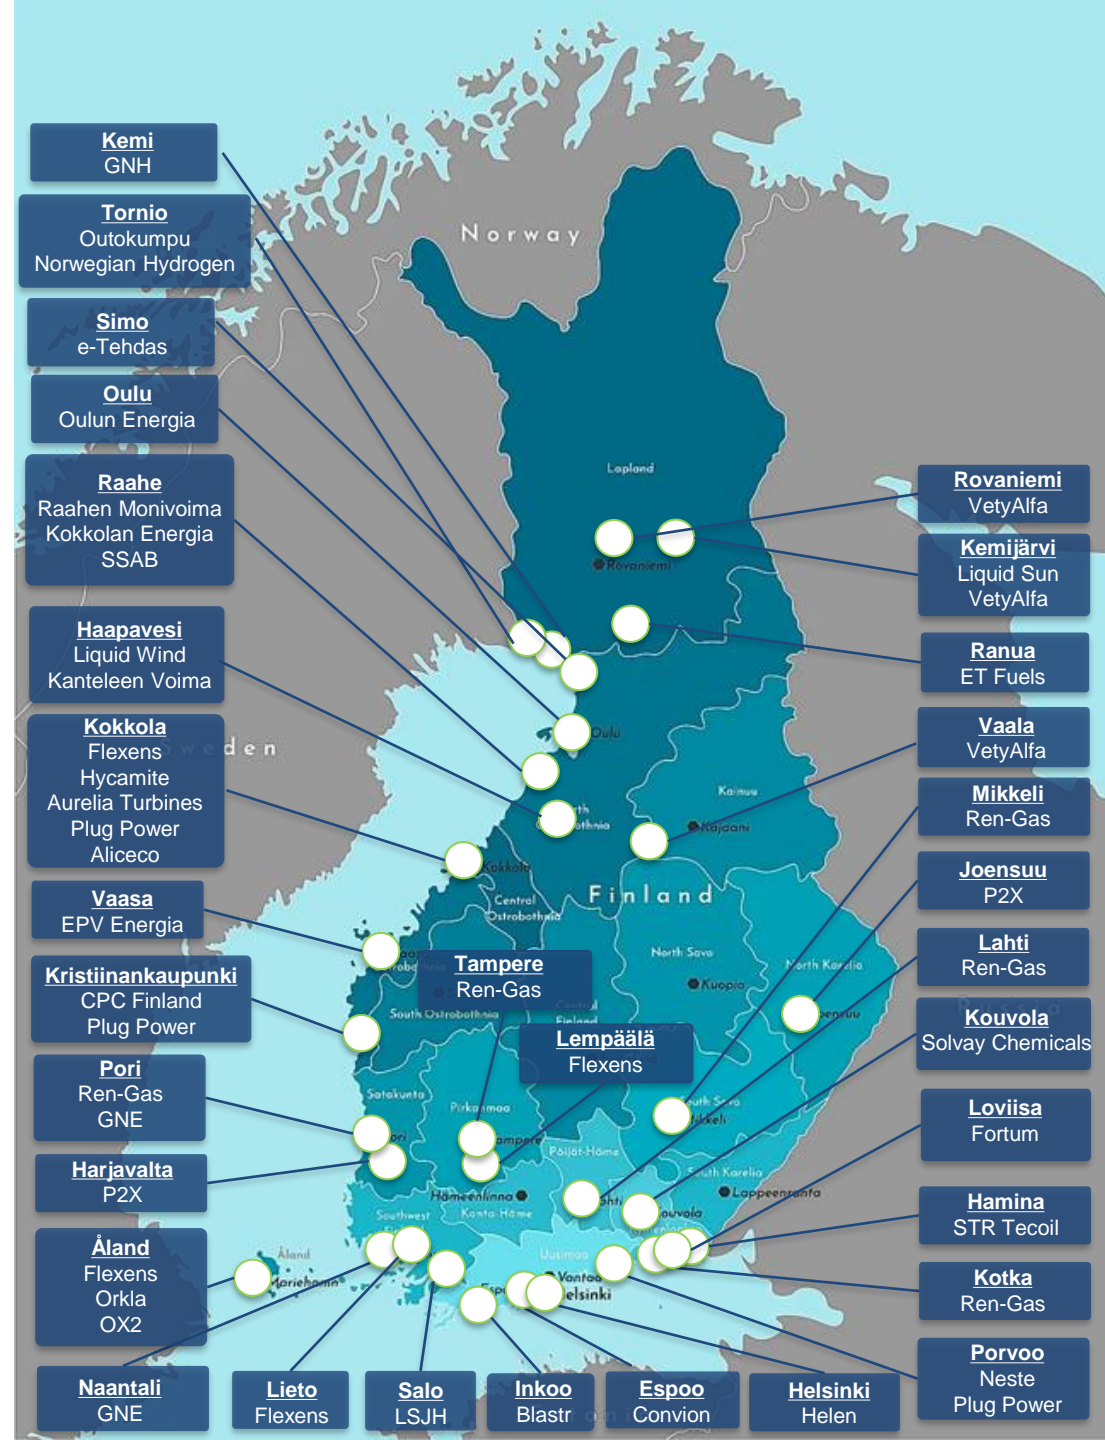 Kemi
GNH
Tornio
Outokumpu
Norwegian Hydrogen
Simo
e-Tehdas
Oulu
Oulun Energia
Raahe
Raahen Monivoima
Kokkolan Energia
SSAB
Haapavesi
Liquid Wind
Kanteleen Voima
Kokkola
Flexens
Hycamite
Aurelia Turbines
Plug Power
Aliceco
Vaasa
EPV Energia
Kristiinankaupunki
CPC Finland
Plug Power
Pori
Ren-Gas
GNE
Harjavalta
P2X
Åland
Flexens
Orkla
OX2
Naantali
GNE
Lieto
Flexens
Salo
LSJH
Inkoo
Blastr
Espoo
Convion
Helsinki
Helen
Tampere
Ren-Gas
Lempäälä
Flexens
Rovaniemi
VetyAlfa
Kemijärvi
Liquid Sun
VetyAlfa
Ranua
ET Fuels
Vaala
VetyAlfa
Mikkeli
Ren-Gas
Joensuu
P2X
Lahti
Ren-Gas
Kouvola
Solvay Chemicals
Loviisa
Fortum
Hamina
STR Tecoil
Kotka
Ren-Gas
Porvoo
Neste
Plug Power
Norway
Lapland
Rovaniemi
Oulu
Kainuu
Kajaani
Kokkola
Finland
Central
Ostrobothnia
North Savo
North Karelia
Kuopio
South Ostrobothnia
Satakunta
Pirkanmaa
Päijät-Häme
South Karelia
Lappeenranta
Hämeenlinna
Kanta-Häme
Southwest
Uusimaa
Vantaa
Helsinki
Åland
Mariehamn